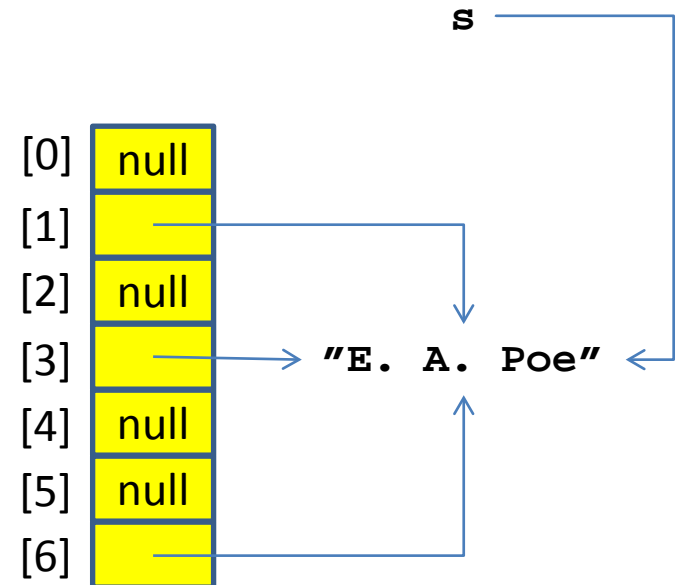 s
[0] null
[1]
[2] null
[3] "E. A. Poe"
[4] null
[5] null
[6]